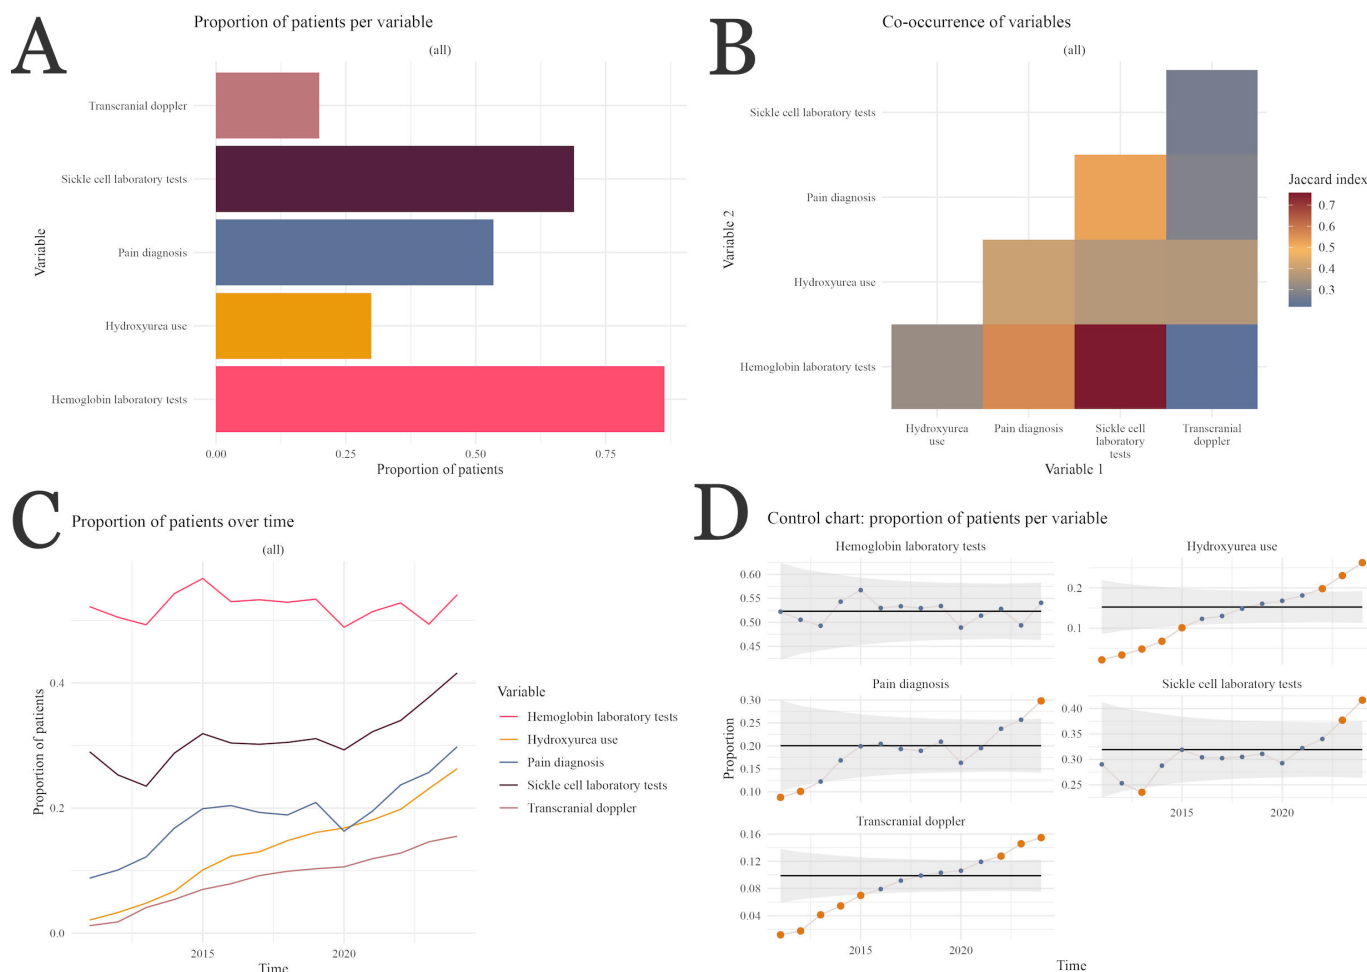 A
Proportion of patients per variable
(all)
Variable
Transcranial doppler
Sickle cell laboratory tests
Pain diagnosis
Hydroxyurea use
Hemoglobin laboratory tests
0.00
0.25
0.50
0.75
Proportion of patients
B
Co-occurrence of variables
(all)
Variable 2
Sickle cell laboratory tests
Pain diagnosis
Hydroxyurea use
Hemoglobin laboratory tests
Hydroxyurea
use
Pain diagnosis
Sickle cell
laboratory
tests
Transcranial
doppler
Variable 1
Jaccard index
0.7
0.6
0.5
0.4
0.3
C
Proportion of patients over time
(all)
Proportion of patients
0.4
0.2
0.0
2015
2020
Time
Variable
Hemoglobin laboratory tests
Hydroxyurea use
Pain diagnosis
Sickle cell laboratory tests
Transcranial doppler
D
Control chart: proportion of patients per variable
Proportion
Hemoglobin laboratory tests
0.60
0.55
0.50
0.45
Hydroxyurea use
0.2
0.1
Pain diagnosis
0.30
0.25
0.20
0.15
0.10
Sickle cell laboratory tests
0.40
0.35
0.30
0.25
2015
2020
Transcranial doppler
0.16
0.12
0.08
0.04
2015
2020
Time